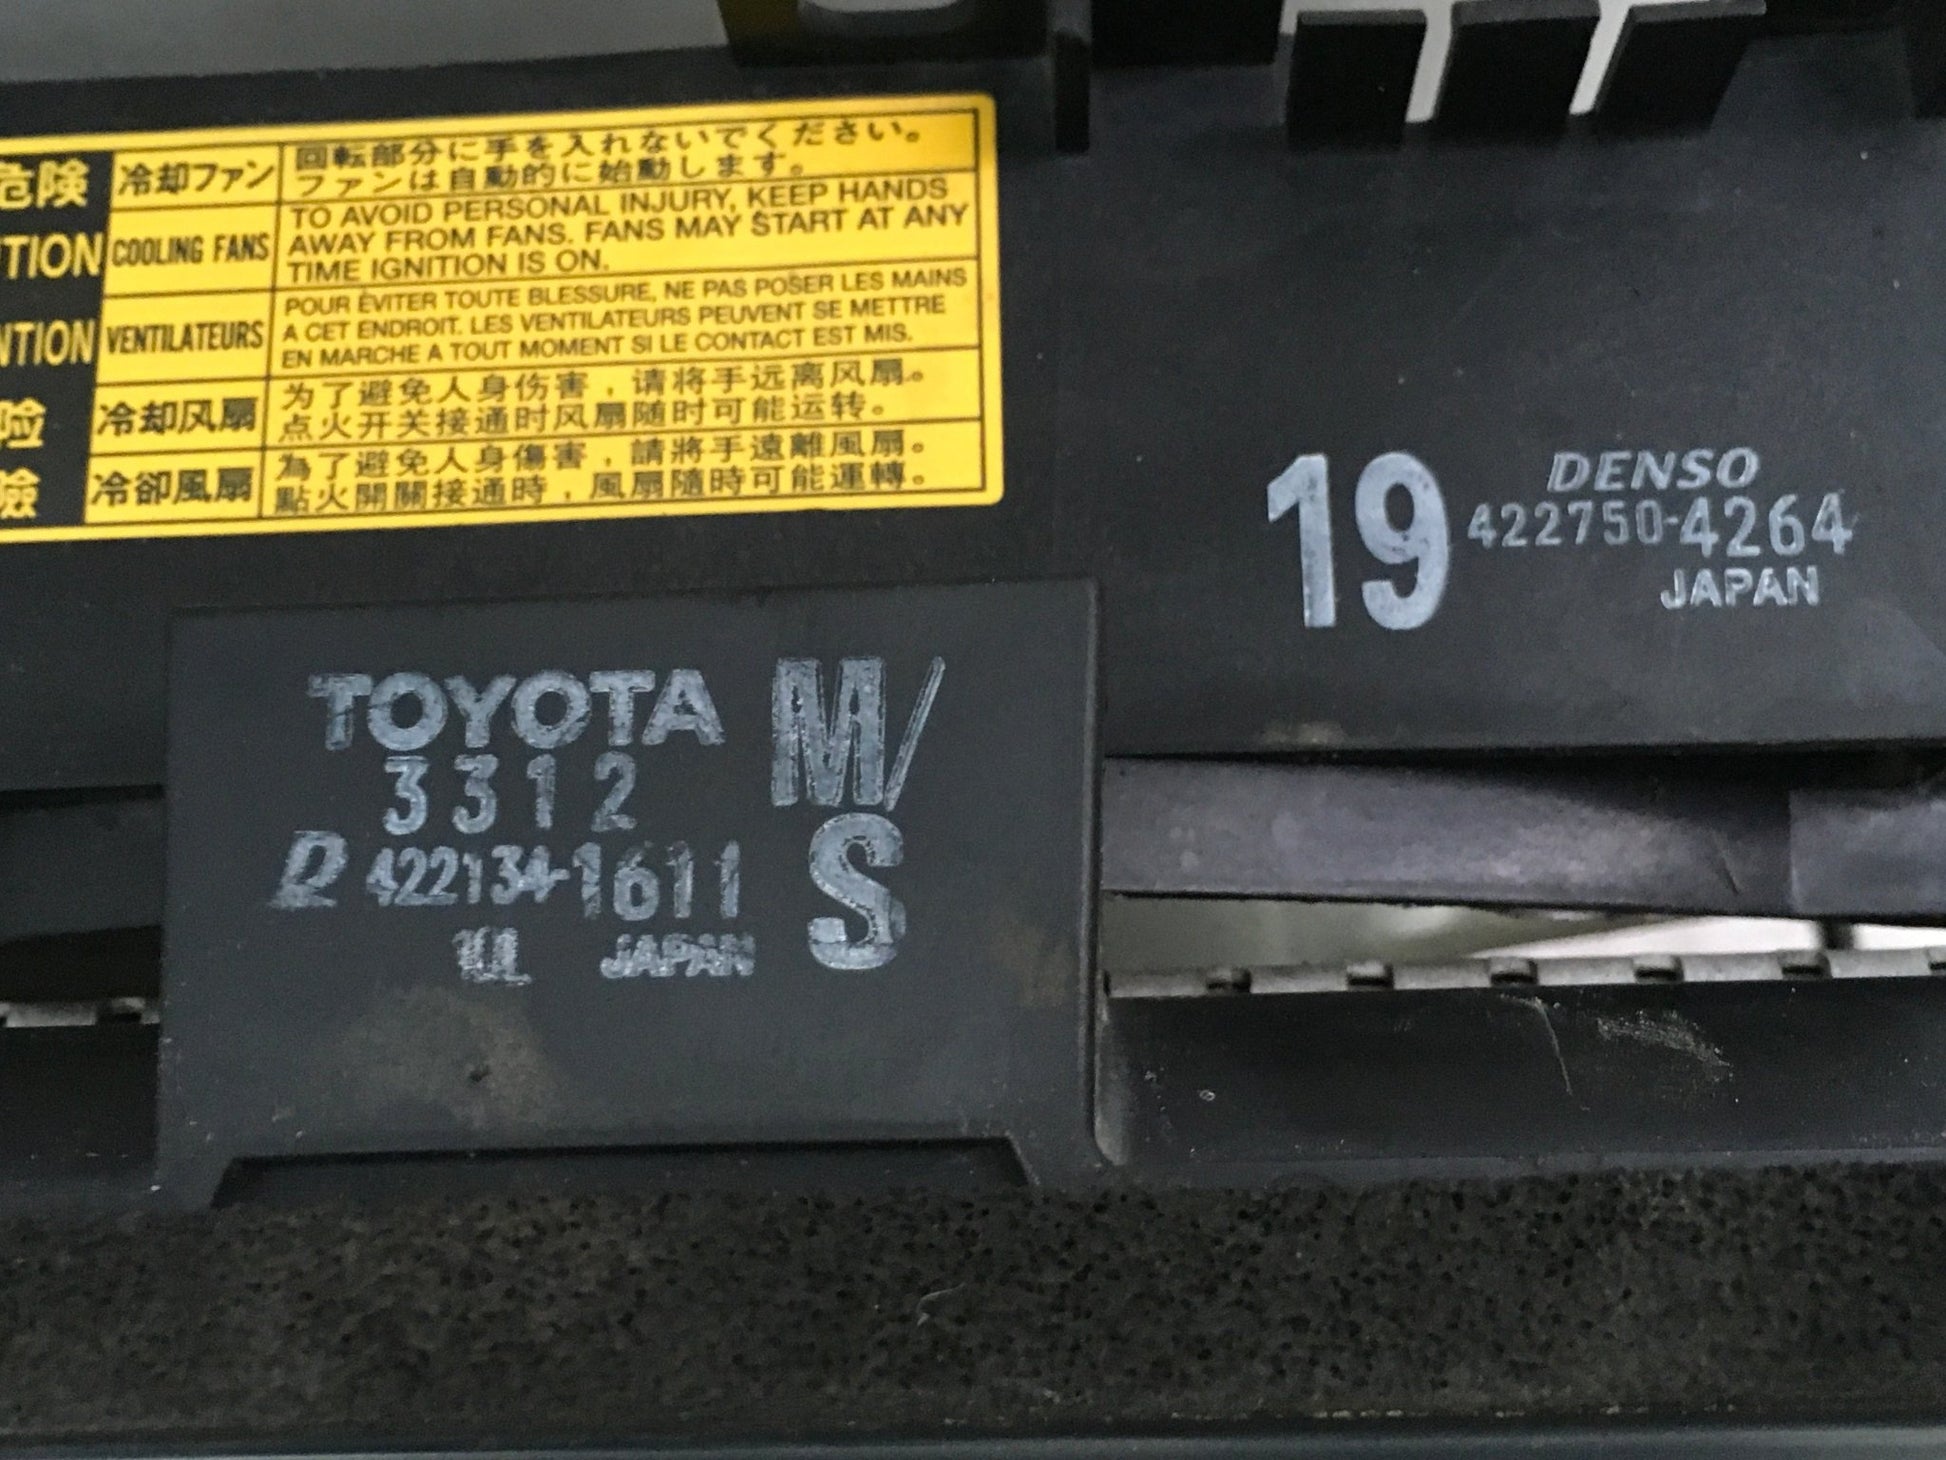 危険
冷却ファン
回転部分に手を入れないでください。
ファンは自動的に始動します。
TION
COOLING FANS
TO AVOID PERSONAL INJURY, KEEP HANDS
AWAY FROM FANS. FANS MAY START AT ANY
TIME IGNITION IS ON.
NTION
VENTILATEURS
POUR ÉVITER TOUTE BLESSURE, NE PAS POSER LES MAINS
A CET ENDROIT. LES VENTILATEURS PEUVENT SE METTRE
EN MARCHE A TOUT MOMENT SI LE CONTACT EST MIS.
险
冷却风扇
为了避免人身伤害，请将手远离风扇。
点火开关接通时风扇随时可能运转。
險
冷卻風扇
為了避免人身傷害，請將手遠離風扇。
點火開關接通時，風扇隨時可能運轉。
19
DENSO
422750-4264
JAPAN
TOYOTA
3312
M/
S
R 422134-1611
JAPAN